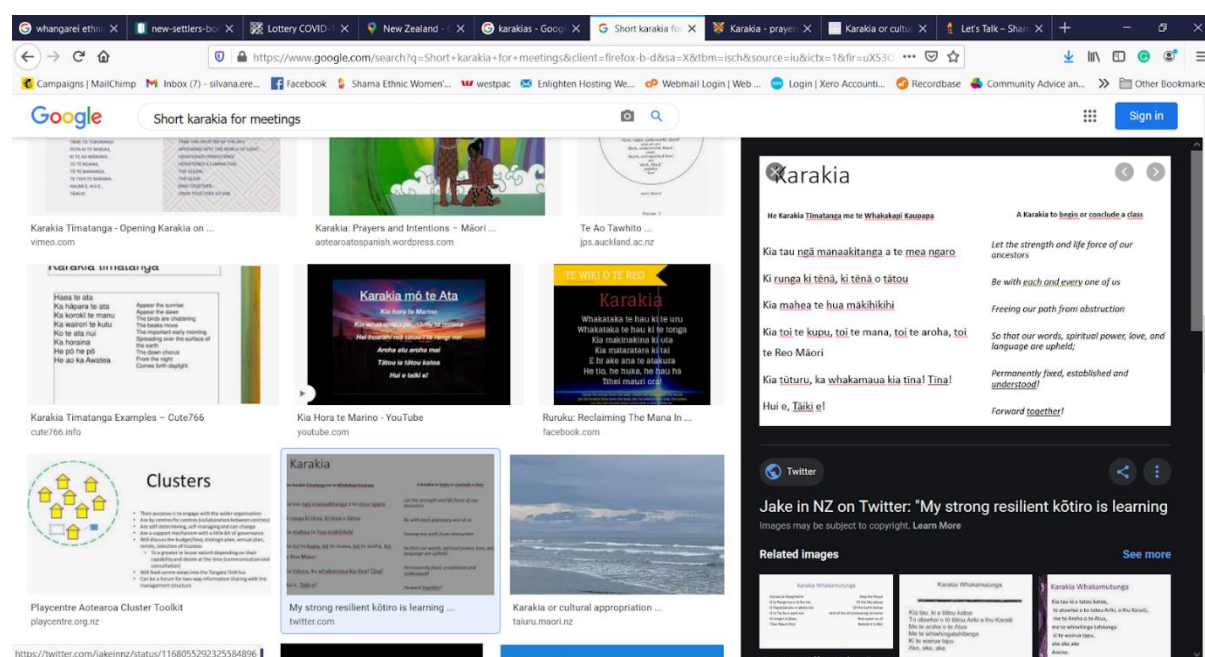 whangarei ethni
new-settlers-boo
Lottery COVID-1
New Zealand - C
karakias - Googl
Short karakia for
Karakia - prayer
Karakia or cultur
Let's Talk – Shar
https://www.google.com/search?q=Short+karakia+for+meetings&client=firefox-b-d&sa=X&tbm=isch&source=iu&ictx=1&fir=uX53C
Campaigns | MailChimp
Inbox (7) - silvana.ere...
Facebook
Shama Ethnic Women'...
westpac
Enlighten Hosting We...
Webmail Login | Web ...
Login | Xero Accounti...
Recordbase
Community Advice an...
Other Bookmarks
Google
Short karakia for meetings
Sign in
Karakia Tīmatanga - Opening Karakia on ...
vimeo.com
Karakia: Prayers and Intentions – Māori ...
aotearoatospanish.wordpress.com
Te Ao Tawhito ...
jps.auckland.ac.nz
Karakia timatanga
Haea te ata
Ka hāpara te ata
Ka korokī te manu
Ka wairori te kutu
Ko te ata nui
Ka horaina
He pō he pō
He ao ka Awatea
Appear the sunrise
Appear the dawn
The birds are chattering
The beaks move
The important early morning
Spreading over the surface of
the earth
The dawn chorus
From the night
Comes forth daylight
Karakia Timatanga Examples – Cute766
cute766.info
Karakia mō te Ata
Kia hora te Marino
Aroha atu aroha mai
Tātou ia tātou katoa
Hui e taiki e!
Kia Hora te Marino - YouTube
youtube.com
TE WIKI O TE REO
Karakia
Whakataka te hau ki te uru
Whakataka te hau ki te tonga
Kia makinakina ki uta
Kia mataratara ki tai
E hi ake ana te atakura
He tio, he huka, he hau hā
Tihei mauri ora!
Ruruku: Reclaiming The Mana In ...
facebook.com
Clusters
Playcentre Aotearoa Cluster Toolkit
playcentre.org.nz
Karakia
My strong resilient kōtiro is learning ...
twitter.com
Karakia or cultural appropriation ...
taiuru.maori.nz
Karakia
He Karakia Tīmatanga me te Whakakapi Kaupapa
A Karakia to begin or conclude a class
Kia tau ngā manaakitanga a te mea ngaro
Let the strength and life force of our
ancestors
Ki runga ki tēnā, ki tēnā o tātou
Be with each and every one of us
Kia mahea te hua mākihikihi
Freeing our path from obstruction
Kia toi te kupu, toi te mana, toi te aroha, toi
te Reo Māori
So that our words, spiritual power, love, and
language are upheld;
Kia tūturu, ka whakamaua kia tīna! Tīna!
Permanently fixed, established and
understood!
Hui e, Tāiki e!
Forward together!
Twitter
Jake in NZ on Twitter: "My strong resilient kōtiro is learning
Images may be subject to copyright. Learn More
Related images
See more
Karakia Whakamutunga
Karakia Whakamutunga
Karakia Whakamutunga
https://twitter.com/jakeinnz/status/1168055292325584896